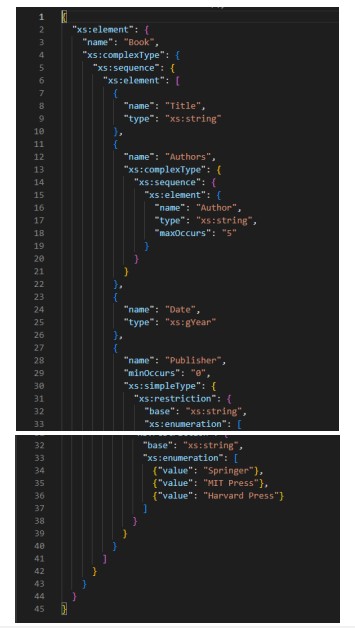 1 {
2 "xs:element": {
3 "name": "Book",
4 "xs:complexType": {
5 "xs:sequence": {
6 "xs:element": [
7 {
8 "name": "Title",
9 "type": "xs:string"
10 },
11 {
12 "name": "Authors",
13 "xs:complexType": {
14 "xs:sequence": {
15 "xs:element": {
16 "name": "Author",
17 "type": "xs:string",
18 "maxOccurs": "5"
19 }
20 }
21 }
22 },
23 {
24 "name": "Date",
25 "type": "xs:gYear"
26 },
27 {
28 "name": "Publisher",
29 "minOccurs": "0",
30 "xs:simpleType": {
31 "xs:restriction": {
32 "base": "xs:string",
33 "xs:enumeration": [
32 "base": "xs:string",
33 "xs:enumeration": [
34 {"value": "Springer"},
35 {"value": "MIT Press"},
36 {"value": "Harvard Press"}
37 ]
38 }
39 }
40 }
41 ]
42 }
43 }
44 }
45 }